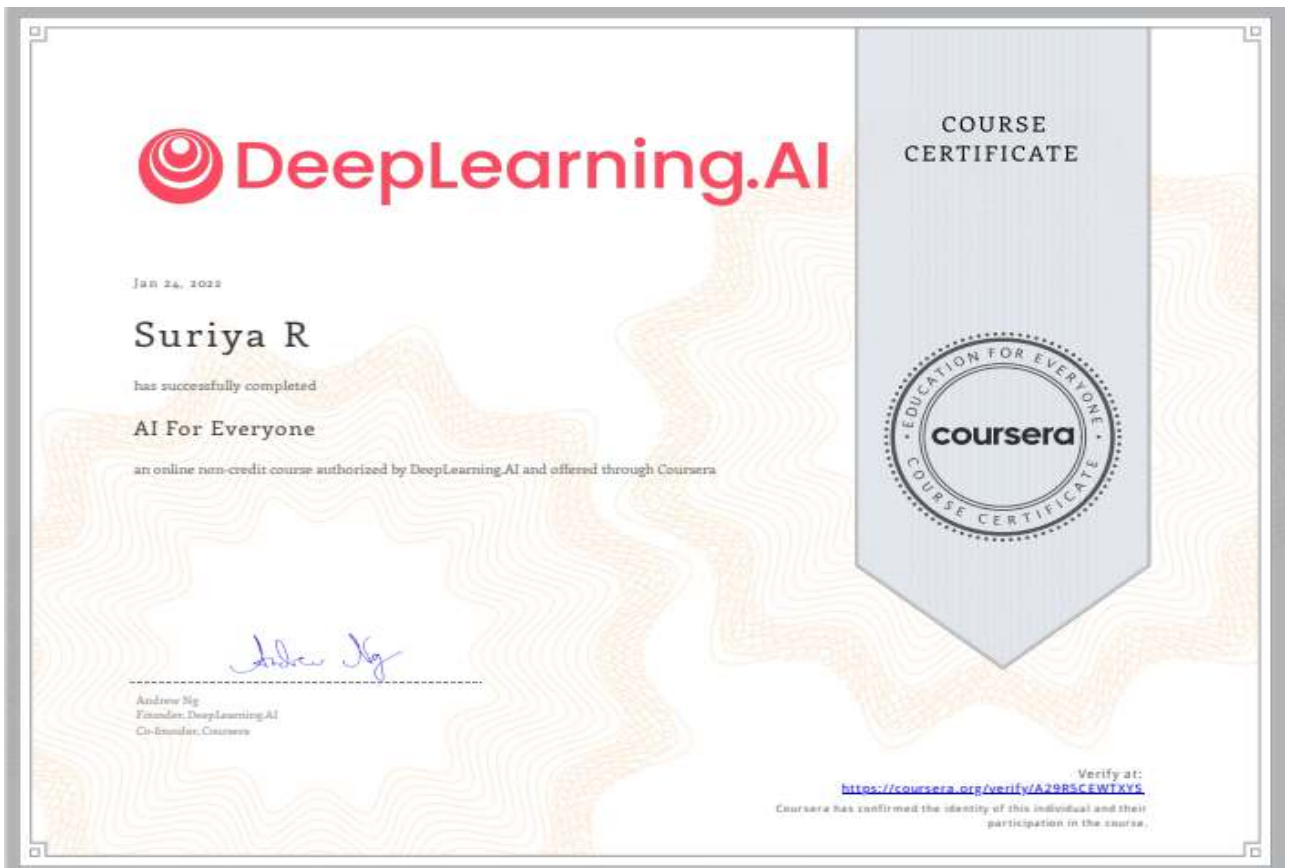 DeepLearning.AI
COURSE
CERTIFICATE
Jan 24, 2022
Suriya R
has successfully completed
AI For Everyone
an online non-credit course authorized by DeepLearning.AI and offered through Coursera
EDUCATION FOR EVERYONE
coursera
COURSE CERTIFICATE
Andrew Ng
Andrew Ng
Founder, DeepLearning.AI
Co-founder, Coursera
Verify at:
https://coursera.org/verify/A29RSCEWTXYS
Coursera has confirmed the identity of this individual and their
participation in the course.